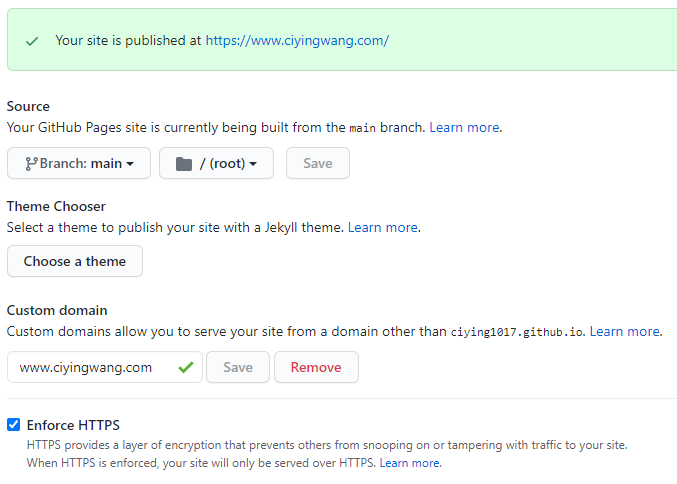 Your site is published at https://www.ciyingwang.com/
Source
Your GitHub Pages site is currently being built from the main branch. Learn more.
Branch: main
/ (root)
Save
Theme Chooser
Select a theme to publish your site with a Jekyll theme. Learn more.
Choose a theme
Custom domain
Custom domains allow you to serve your site from a domain other than ciying1017.github.io. Learn more.
www.ciyingwang.com
Save
Remove
Enforce HTTPS
HTTPS provides a layer of encryption that prevents others from snooping on or tampering with traffic to your site.
When HTTPS is enforced, your site will only be served over HTTPS. Learn more.